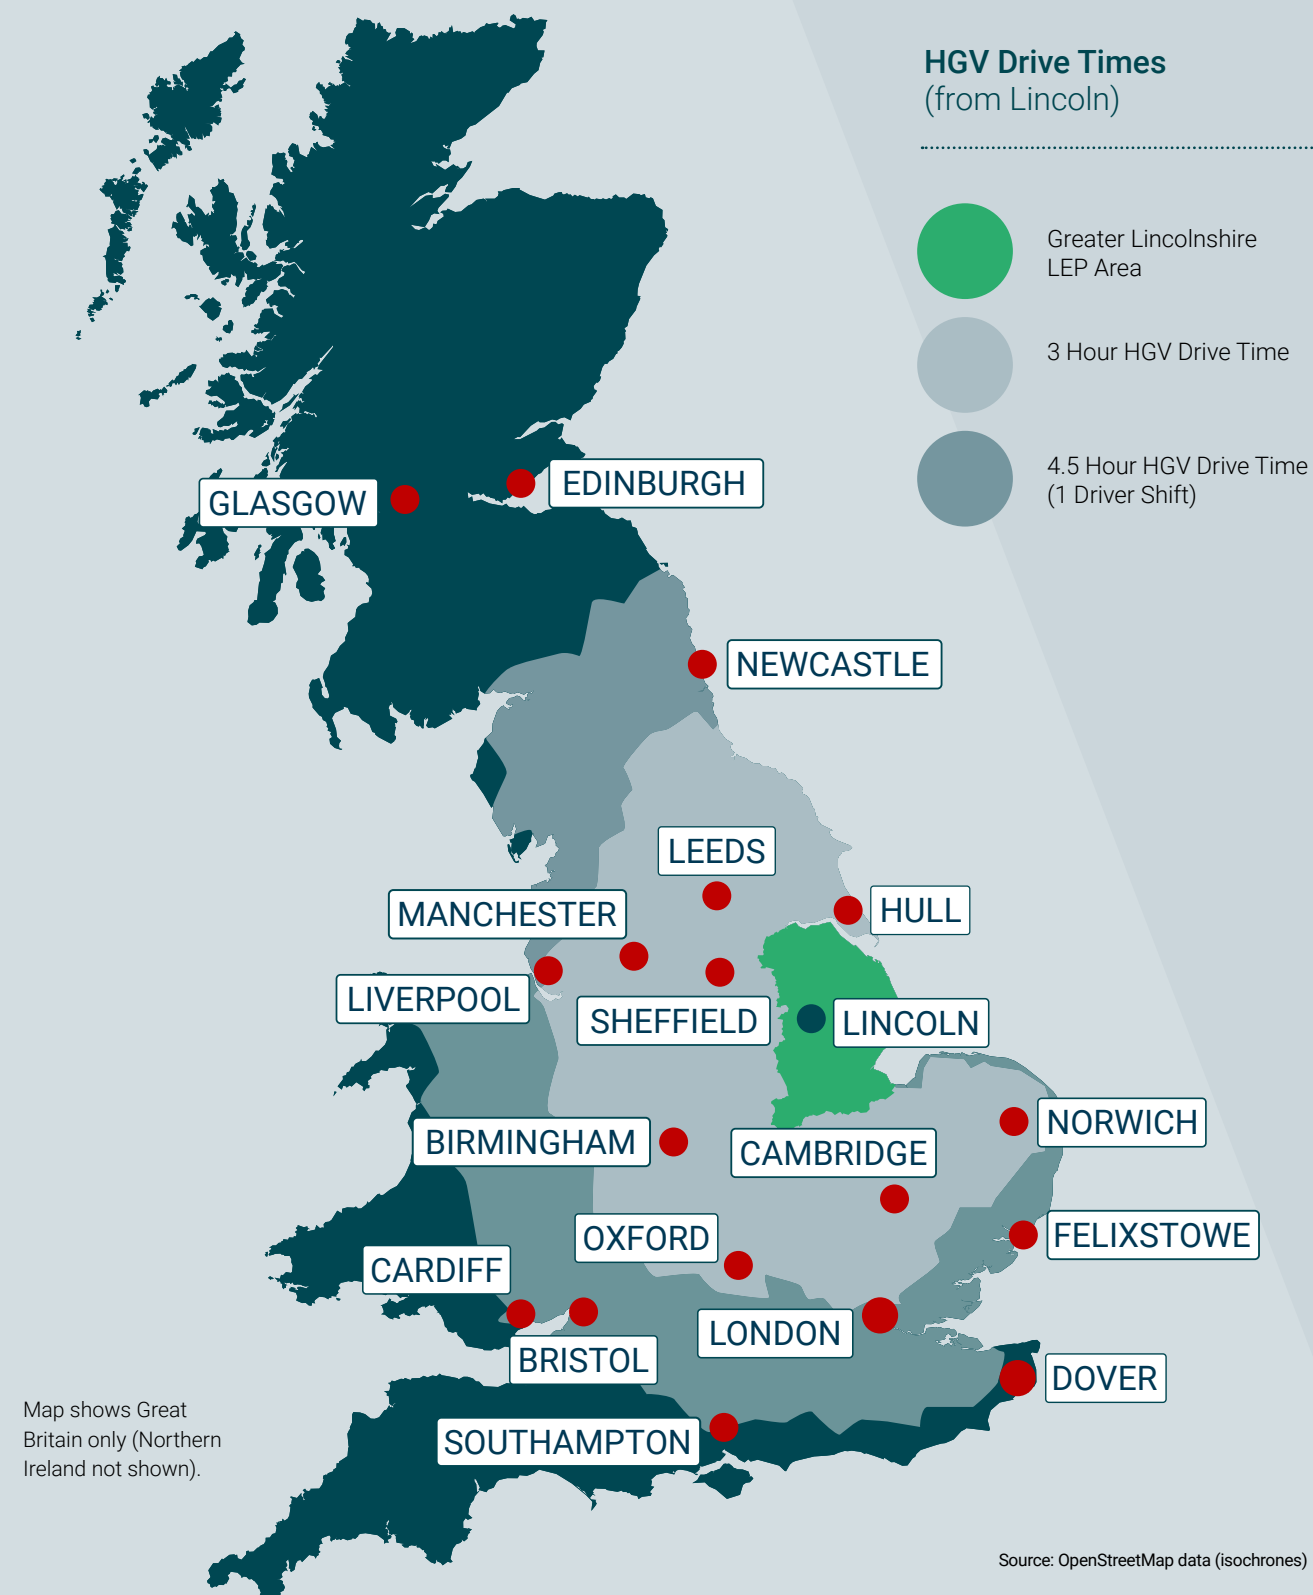 HGV Drive Times
(from Lincoln)
Greater Lincolnshire
LEP Area
3 Hour HGV Drive Time
4.5 Hour HGV Drive Time
(1 Driver Shift)
GLASGOW
EDINBURGH
NEWCASTLE
LEEDS
MANCHESTER
HULL
LIVERPOOL
SHEFFIELD
LINCOLN
NORWICH
BIRMINGHAM
CAMBRIDGE
OXFORD
FELIXSTOWE
CARDIFF
LONDON
BRISTOL
DOVER
SOUTHAMPTON
Map shows Great
Britain only (Northern
Ireland not shown).
Source: OpenStreetMap data (isochrones)